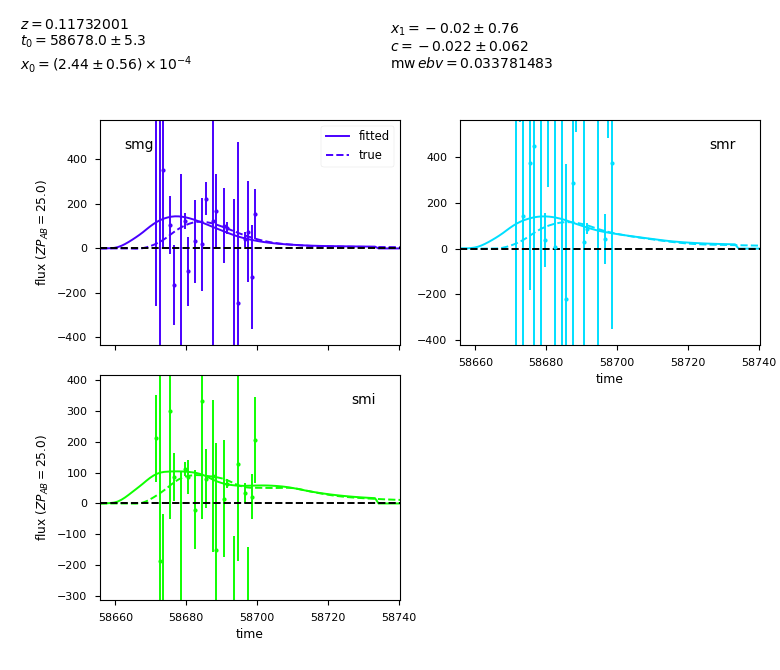 z = 0.11732001
t₀ = 58678.0 ± 5.3
x₀ = (2.44 ± 0.56) × 10⁻⁴
x₁ = −0.02 ± 0.76
c = −0.022 ± 0.062
mw ebv = 0.033781483
smg
fitted
true
400
200
0
−200
−400
flux (ZP_AB = 25.0)
smr
400
200
0
−200
−400
58660 58680 58700 58720 58740
time
smi
400
300
200
100
0
−100
−200
−300
flux (ZP_AB = 25.0)
58660 58680 58700 58720 58740
time